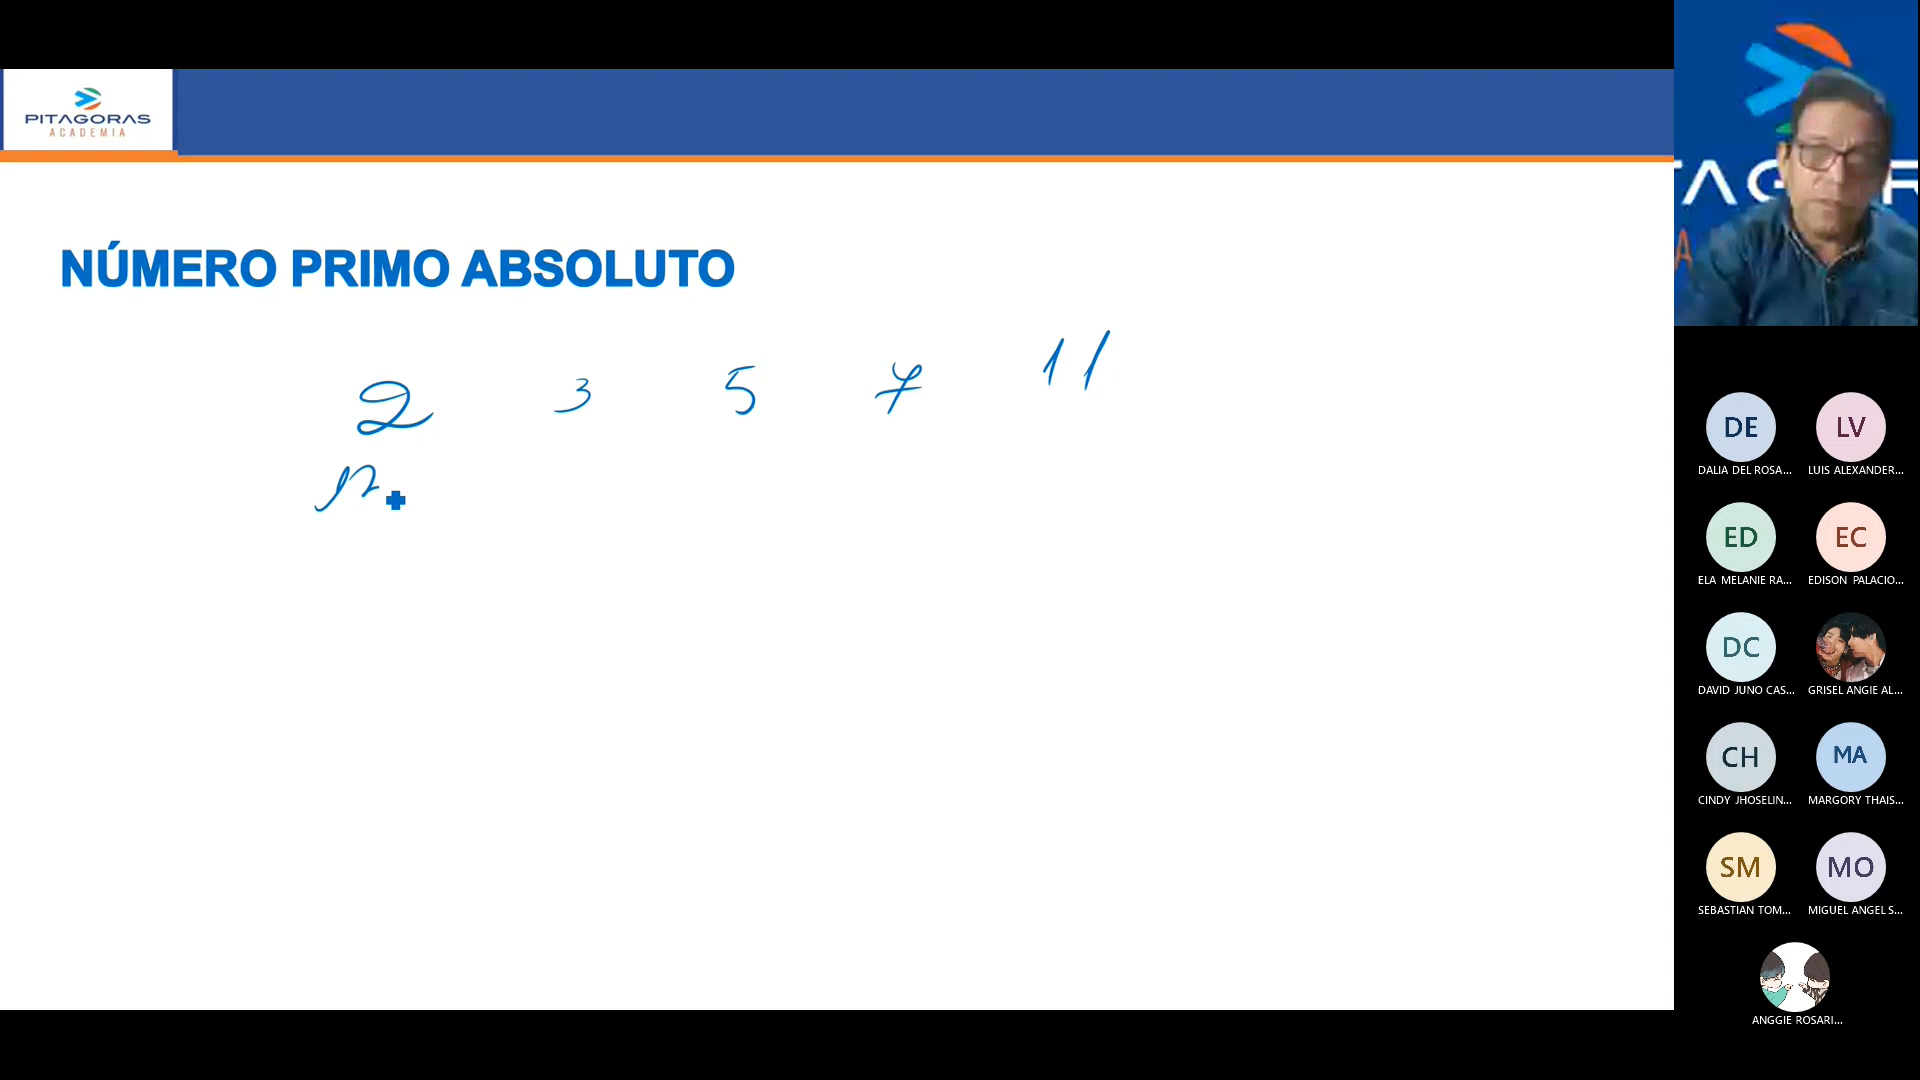 PITAGORAS
ACADEMIA
NÚMERO PRIMO ABSOLUTO
2 3 5 7 11
TAG R
A
DE LV
DALIA DEL ROSA... LUIS ALEXANDER...
ED EC
ELA MELANIE RA... EDISON PALACIO...
DC
DAVID JUNO CAS... GRISEL ANGIE AL...
CH MA
CINDY JHOSELIN... MARGORY THAIS...
SM MO
SEBASTIAN TOM... MIGUEL ANGEL S...
ANGGIE ROSARI...